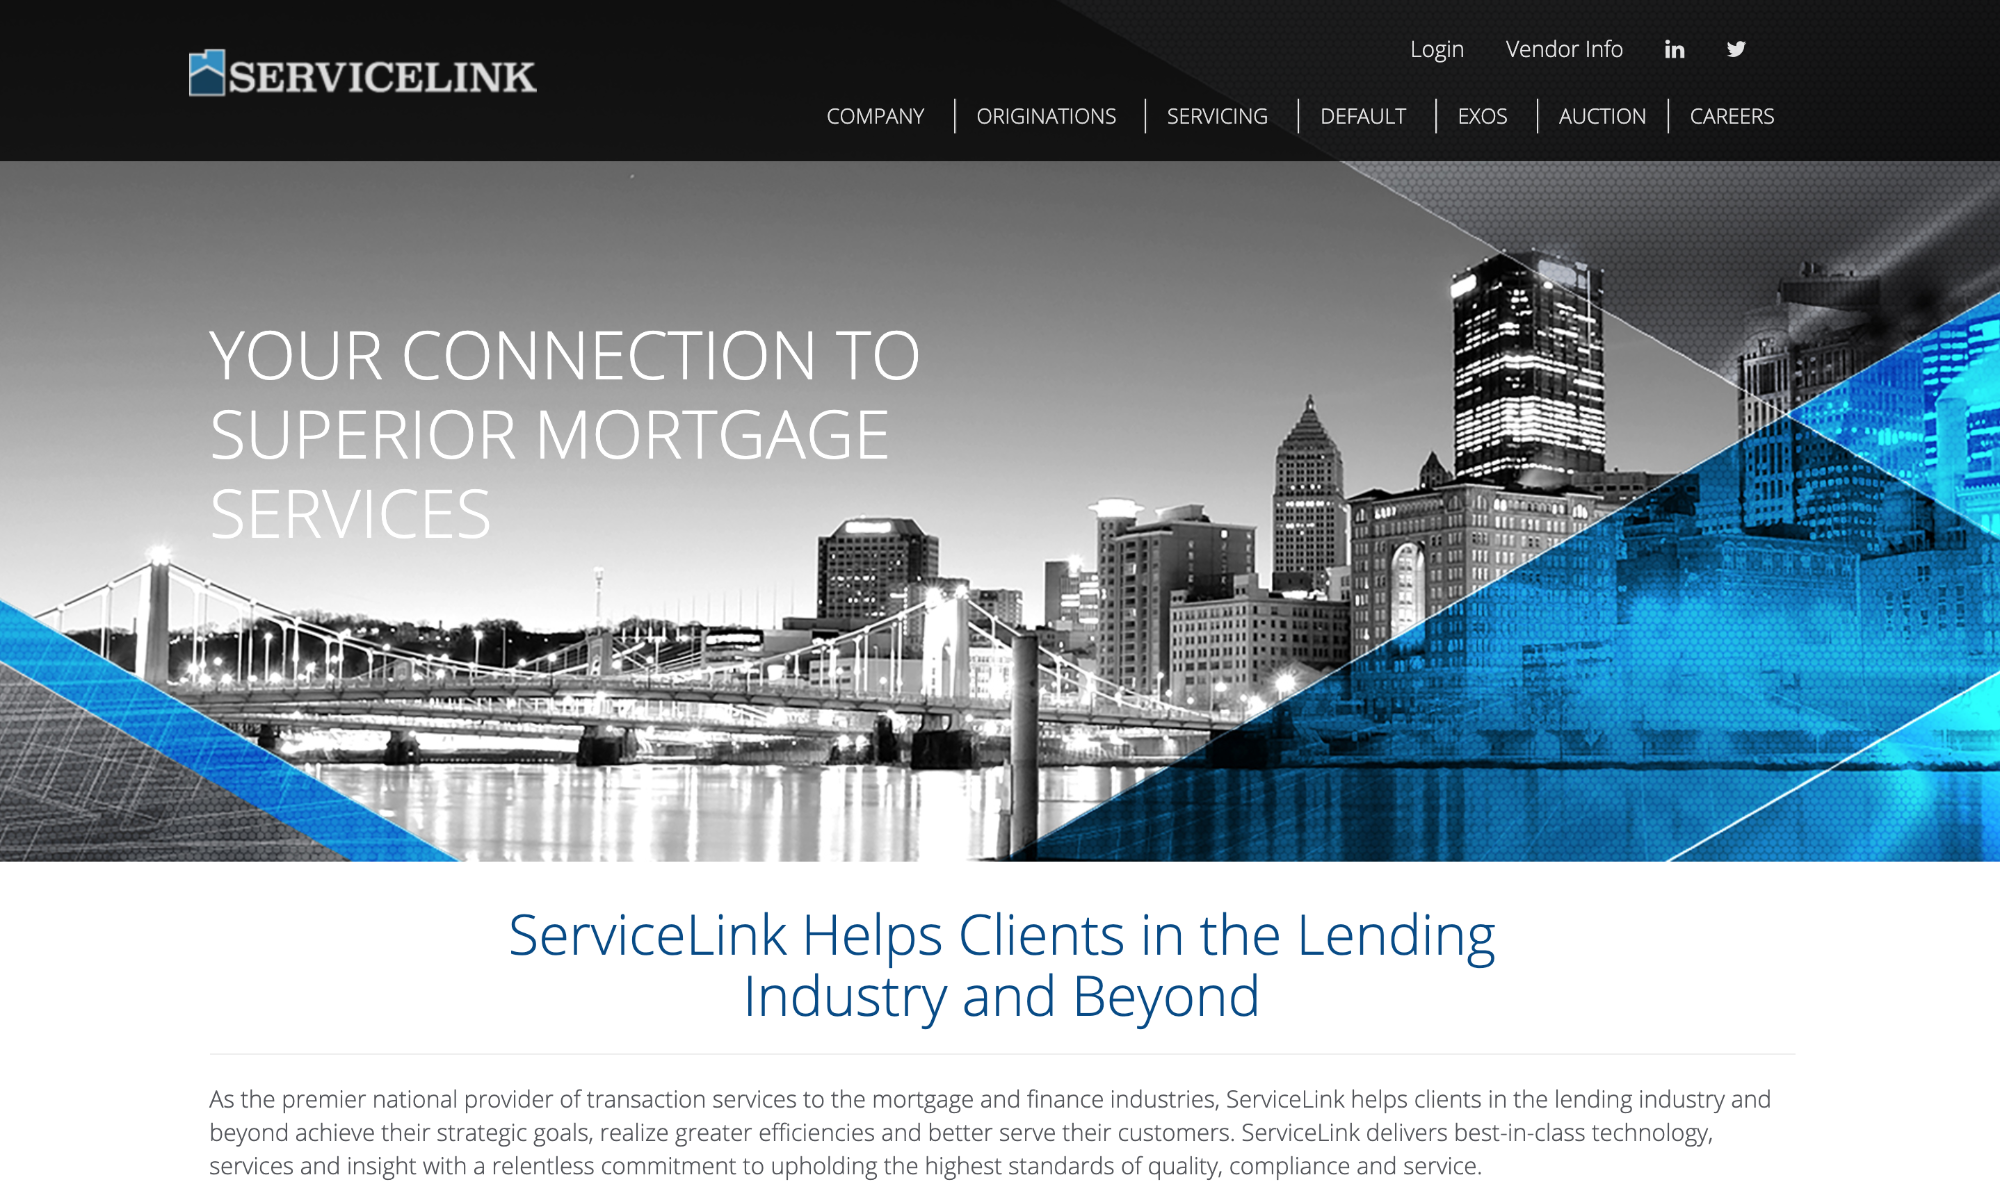 SERVICELINK
Login Vendor Info
COMPANY ORIGINATIONS SERVICING DEFAULT EXOS AUCTION CAREERS
YOUR CONNECTION TO
SUPERIOR MORTGAGE
SERVICES
ServiceLink Helps Clients in the Lending
Industry and Beyond
As the premier national provider of transaction services to the mortgage and finance industries, ServiceLink helps clients in the lending industry and
beyond achieve their strategic goals, realize greater efficiencies and better serve their customers. ServiceLink delivers best-in-class technology,
services and insight with a relentless commitment to upholding the highest standards of quality, compliance and service.